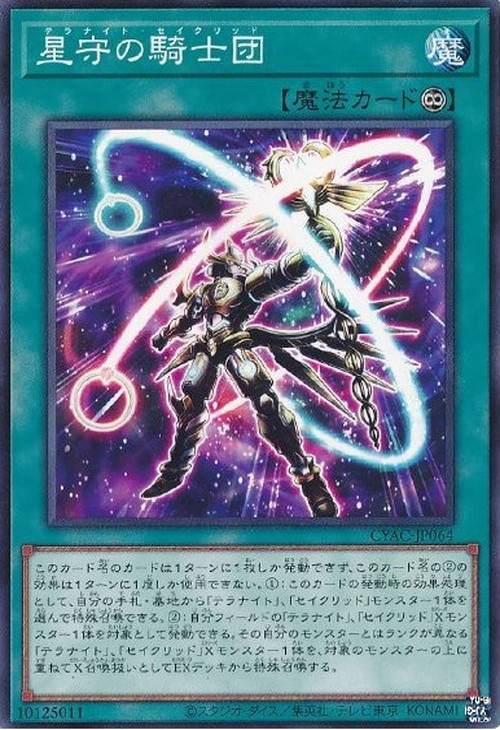 テラナイト・セイクリッド
星守の騎士団
魔
【魔法カード】
CYAC-JP064
このカード名のカードは1ターンに1枚しか発動できず、このカード名の②の
効果は1ターンに1度しか使用できない。①:このカードの発動時の効果処理
として、自分の手札・墓地から「テラナイト」、「セイクリッド」モンスター1体を
選んで特殊召喚できる。②:自分フィールドの「テラナイト」、「セイクリッド」Xモン
スター1体を対象として発動できる。その自分のモンスターとはランクが異なる
「テラナイト」、「セイクリッド」Xモンスター1体を、対象のモンスターの上に
重ねてX召喚扱いとしてEXデッキから特殊召喚する。
10125011
©スタジオ・ダイス/集英社・テレビ東京・KONAMI